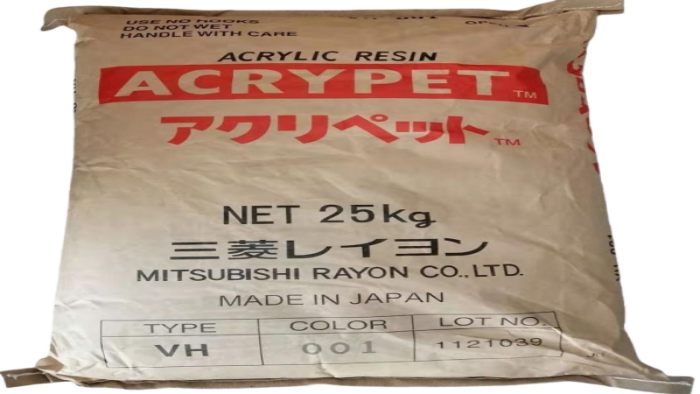 USE NO HOOKS
DO NOT WET
HANDLE WITH CARE
ACRYLIC RESIN
ACRYPET TM
アクリペット TM
NET 25kg
三菱レイヨン
MITSUBISHI RAYON CO.,LTD.
MADE IN JAPAN
TYPE COLOR LOT NO.
VH 001 1121039